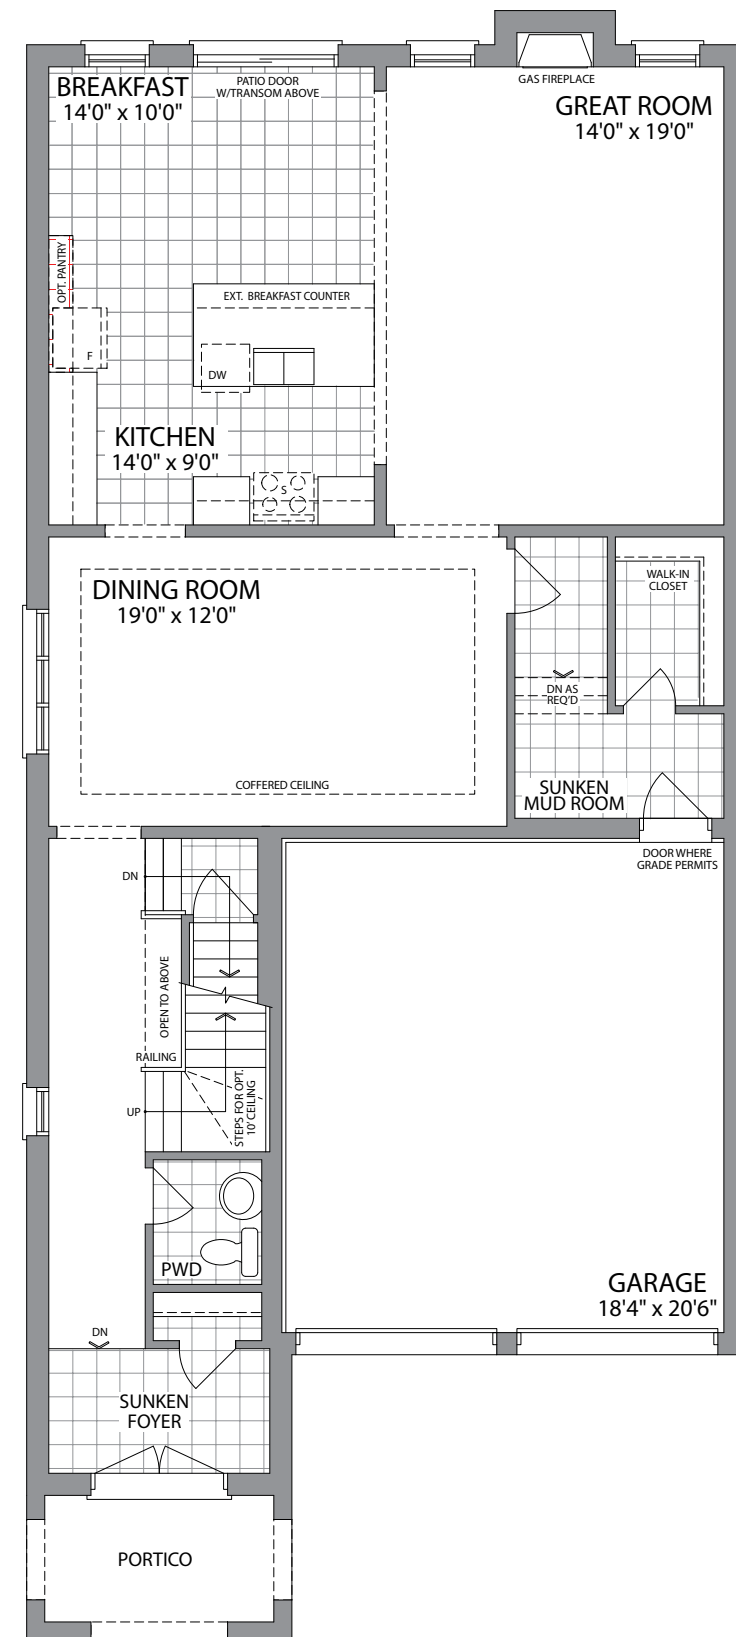 BREAKFAST
14'0" x 10'0"
PATIO DOOR
W/TRANSOM ABOVE
GAS FIREPLACE
GREAT ROOM
14'0" x 19'0"
OPT. PANTRY
F
EXT. BREAKFAST COUNTER
DW
KITCHEN
14'0" x 9'0"
S
DINING ROOM
19'0" x 12'0"
COFFERED CEILING
WALK-IN
CLOSET
DN AS
REQ'D
SUNKEN
MUD ROOM
DOOR WHERE
GRADE PERMITS
DN
OPEN TO ABOVE
RAILING
UP
STEPS FOR OPT.
10' CEILING
PWD
GARAGE
18'4" x 20'6"
DN
SUNKEN
FOYER
PORTICO